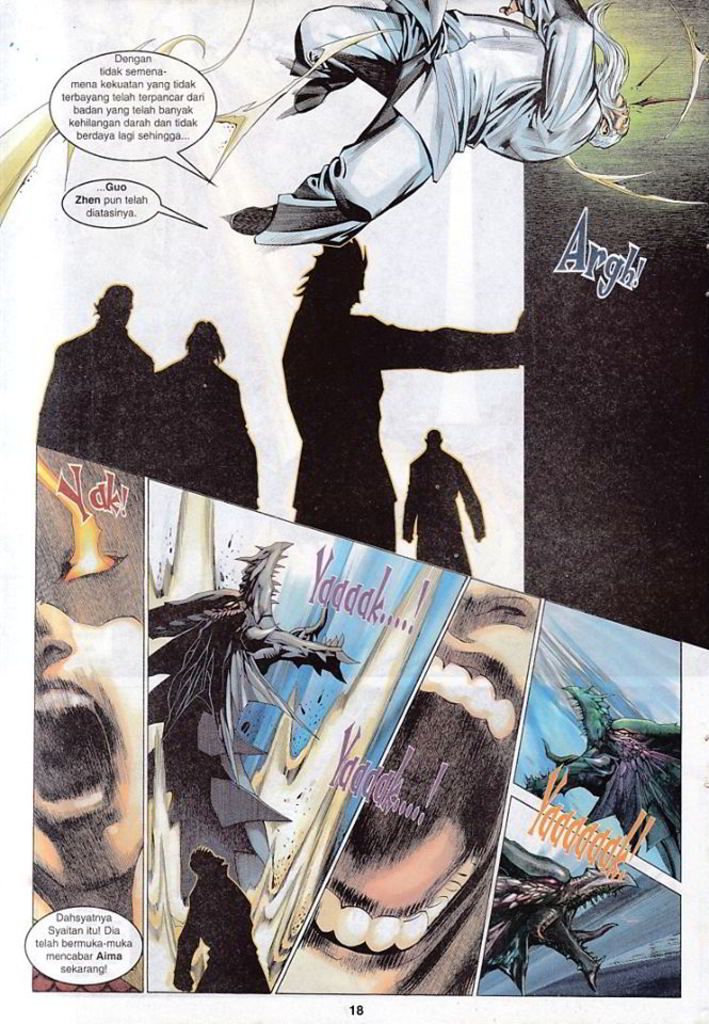 Dengan
tidak semena-
mena kekuatan yang tidak
terbayang telah terpancar dari
badan yang telah banyak
kehilangan darah dan tidak
berdaya lagi sehingga...
...Guo
Zhen pun telah
diatasinya.
Argh!
Yak!
Yaaaak....!
Yaaaak....!
Yaaaaaak!
Dahsyatnya
Syaitan itu! Dia
telah bermuka-muka
mencabar Aima
sekarang!
18